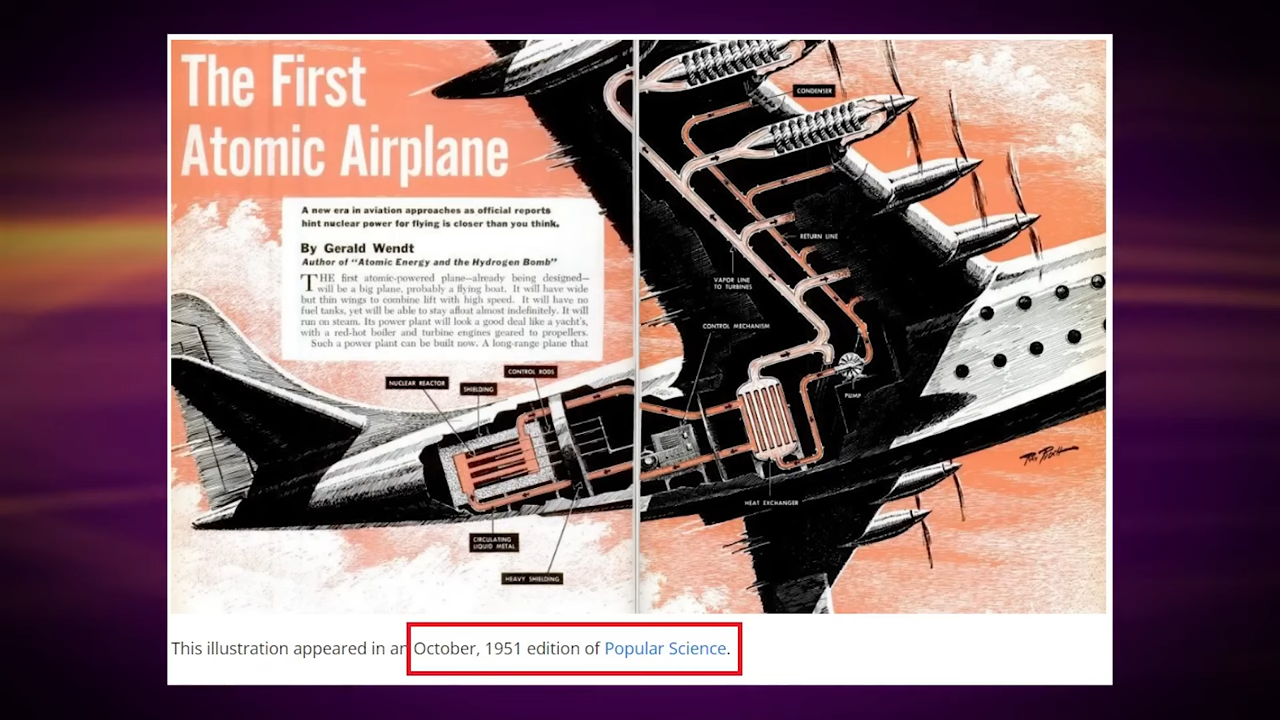 The First
Atomic Airplane
A new era in aviation approaches as official reports
hint nuclear power for flying is closer than you think.
By Gerald Wendt
Author of "Atomic Energy and the Hydrogen Bomb"
THE first atomic-powered plane—already being designed—
will be a big plane, probably a flying boat. It will have wide
but thin wings to combine lift with high speed. It will have no
fuel tanks, yet will be able to stay afloat almost indefinitely. It will
run on steam. Its power plant will look a good deal like a yacht's,
with a red-hot boiler and turbine engines geared to propellers.
Such a power plant can be built now. A long-range plane that
CONDENSER
RETURN LINE
VAPOR LINE
TO TURBINES
CONTROL MECHANISM
CONTROL RODS
NUCLEAR REACTOR
SHIELDING
PUMP
HEAT EXCHANGER
CIRCULATING
LIQUID METAL
HEAVY SHIELDING
This illustration appeared in an October, 1951 edition of Popular Science.